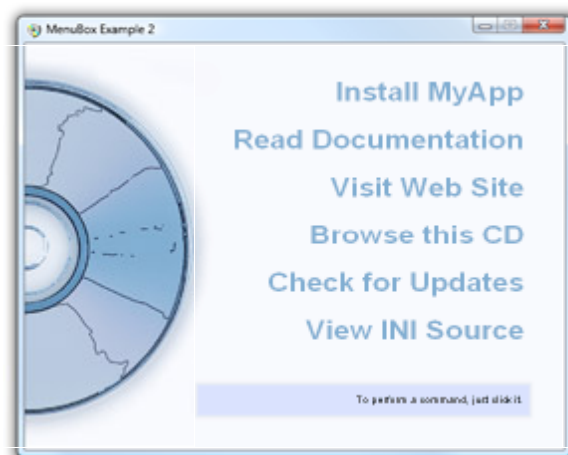 MenuBox Example 2
Install MyApp
Read Documentation
Visit Web Site
Browse this CD
Check for Updates
View INI Source
To perform a command, just click it.